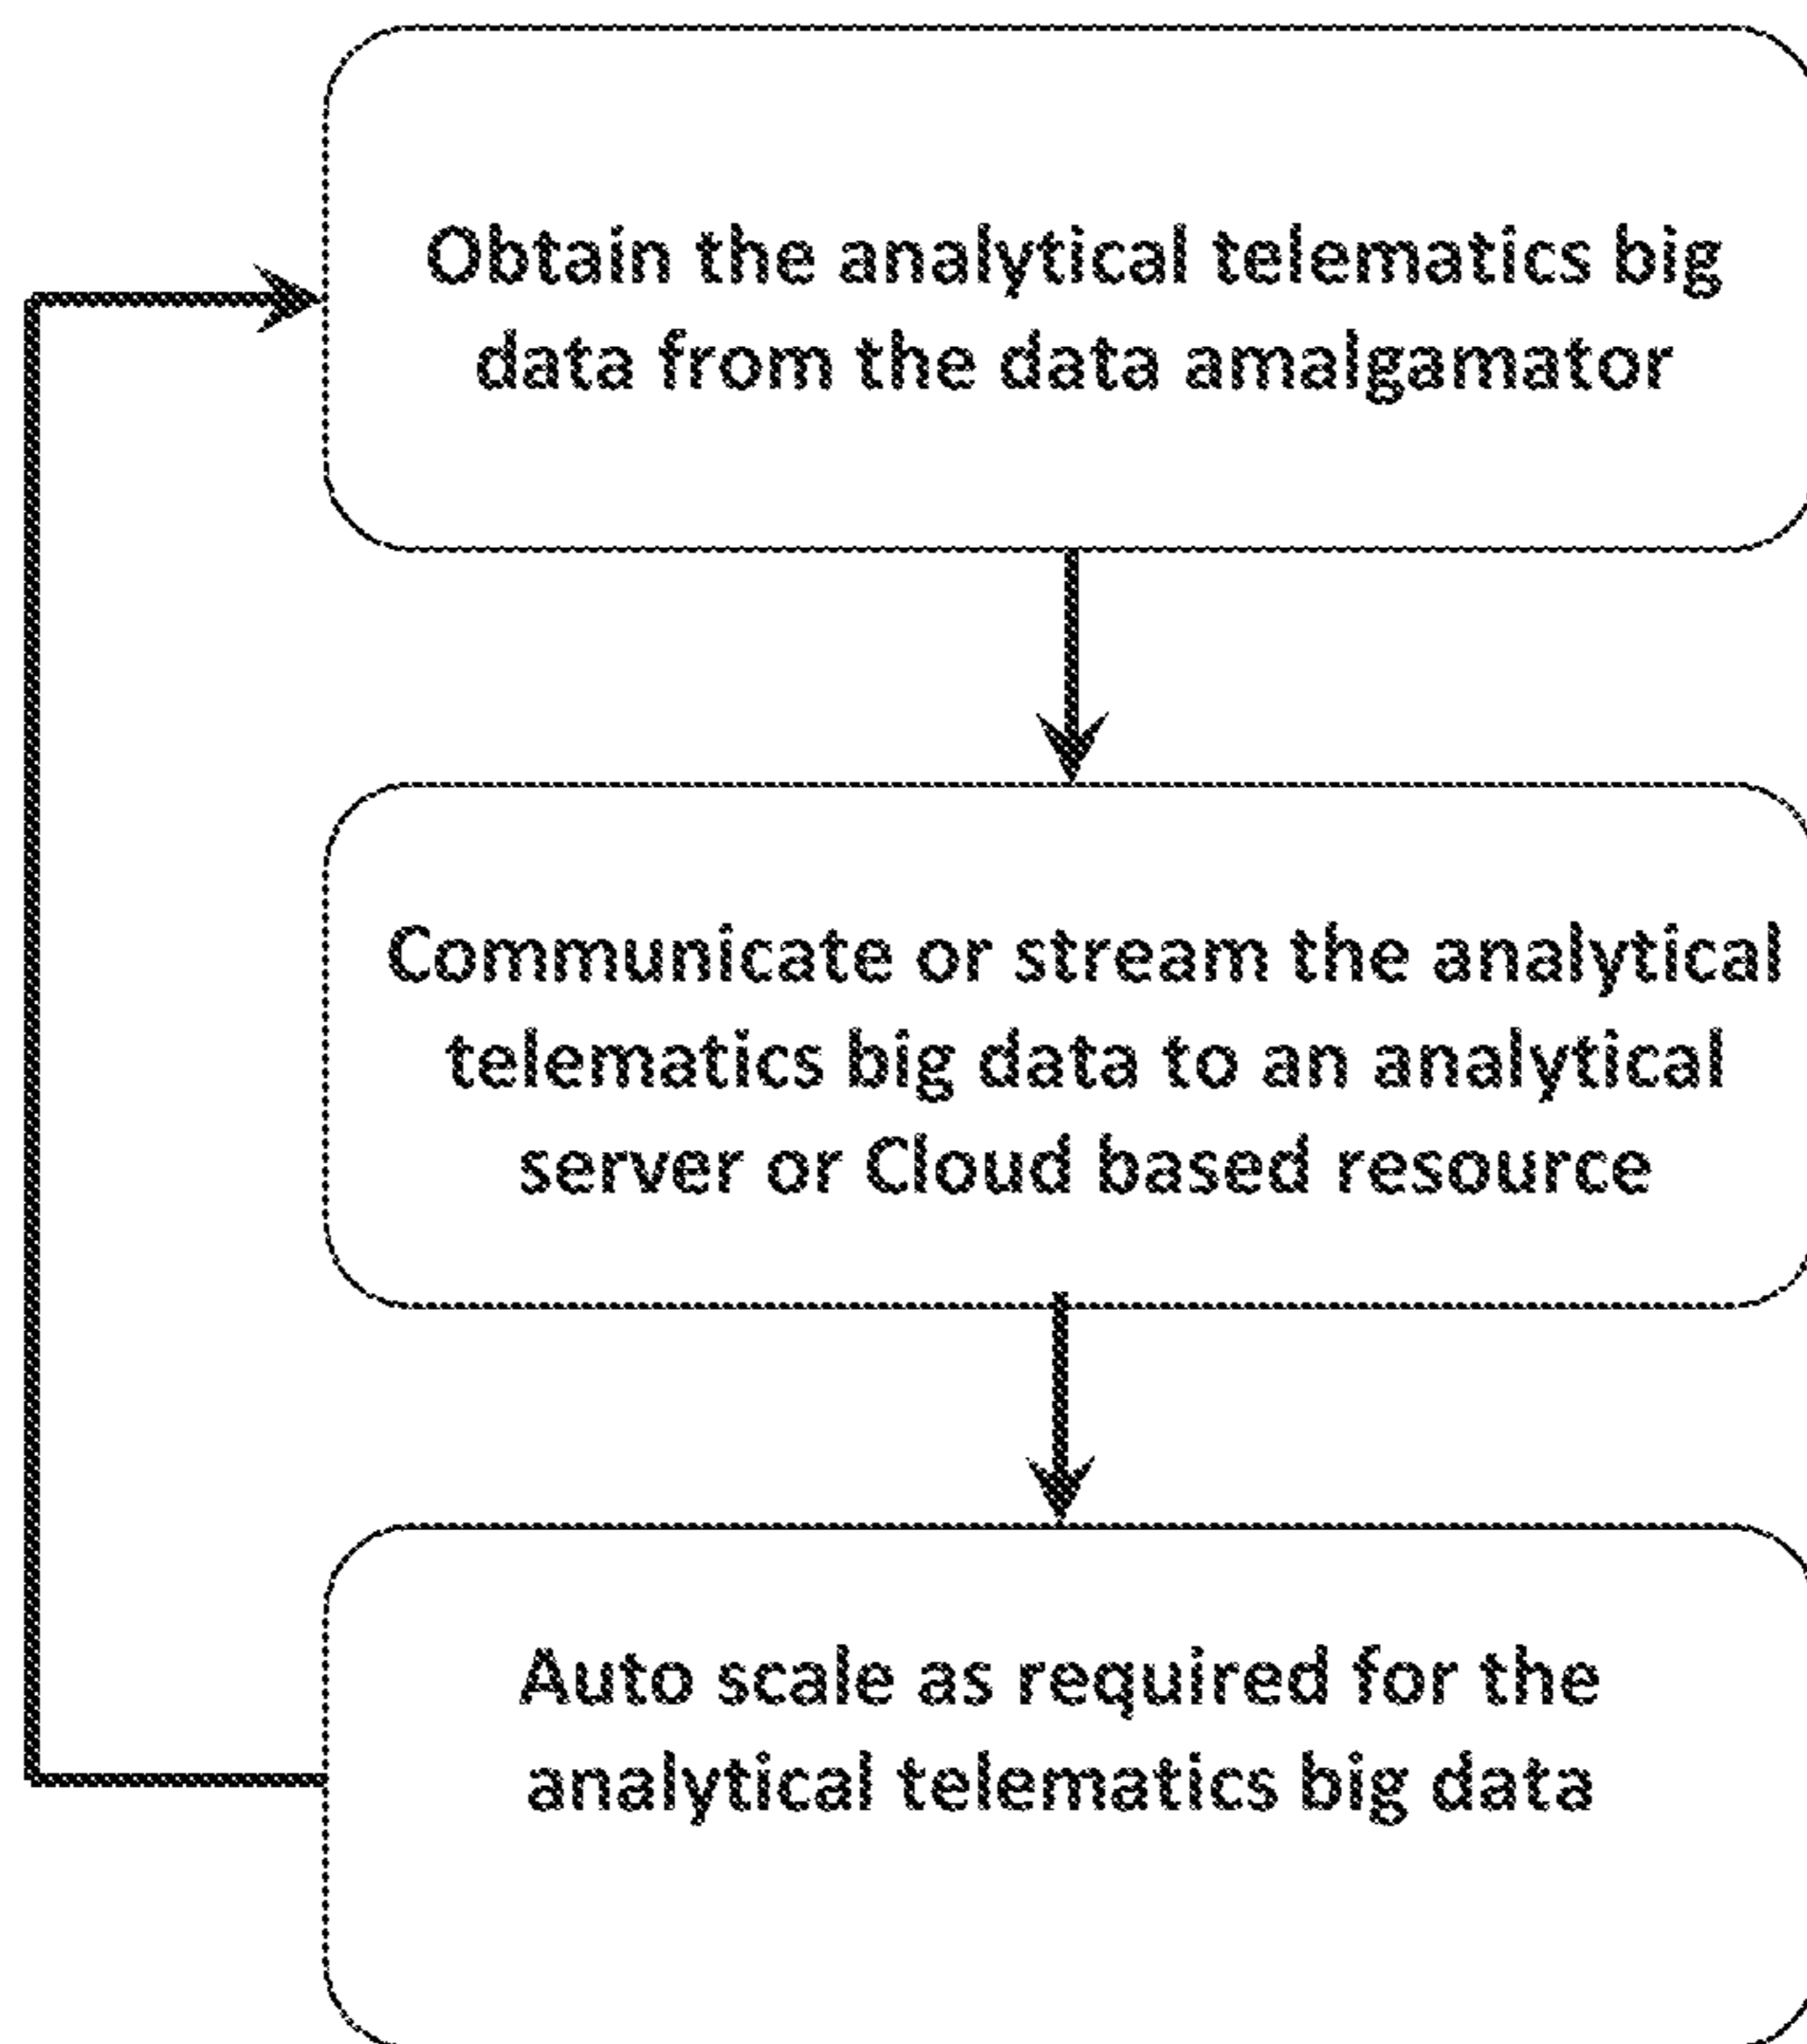 Obtain the analytical telematics big
data from the data amalgamator
Communicate or stream the analytical
telematics big data to an analytical
server or Cloud based resource
Auto scale as required for the
analytical telematics big data